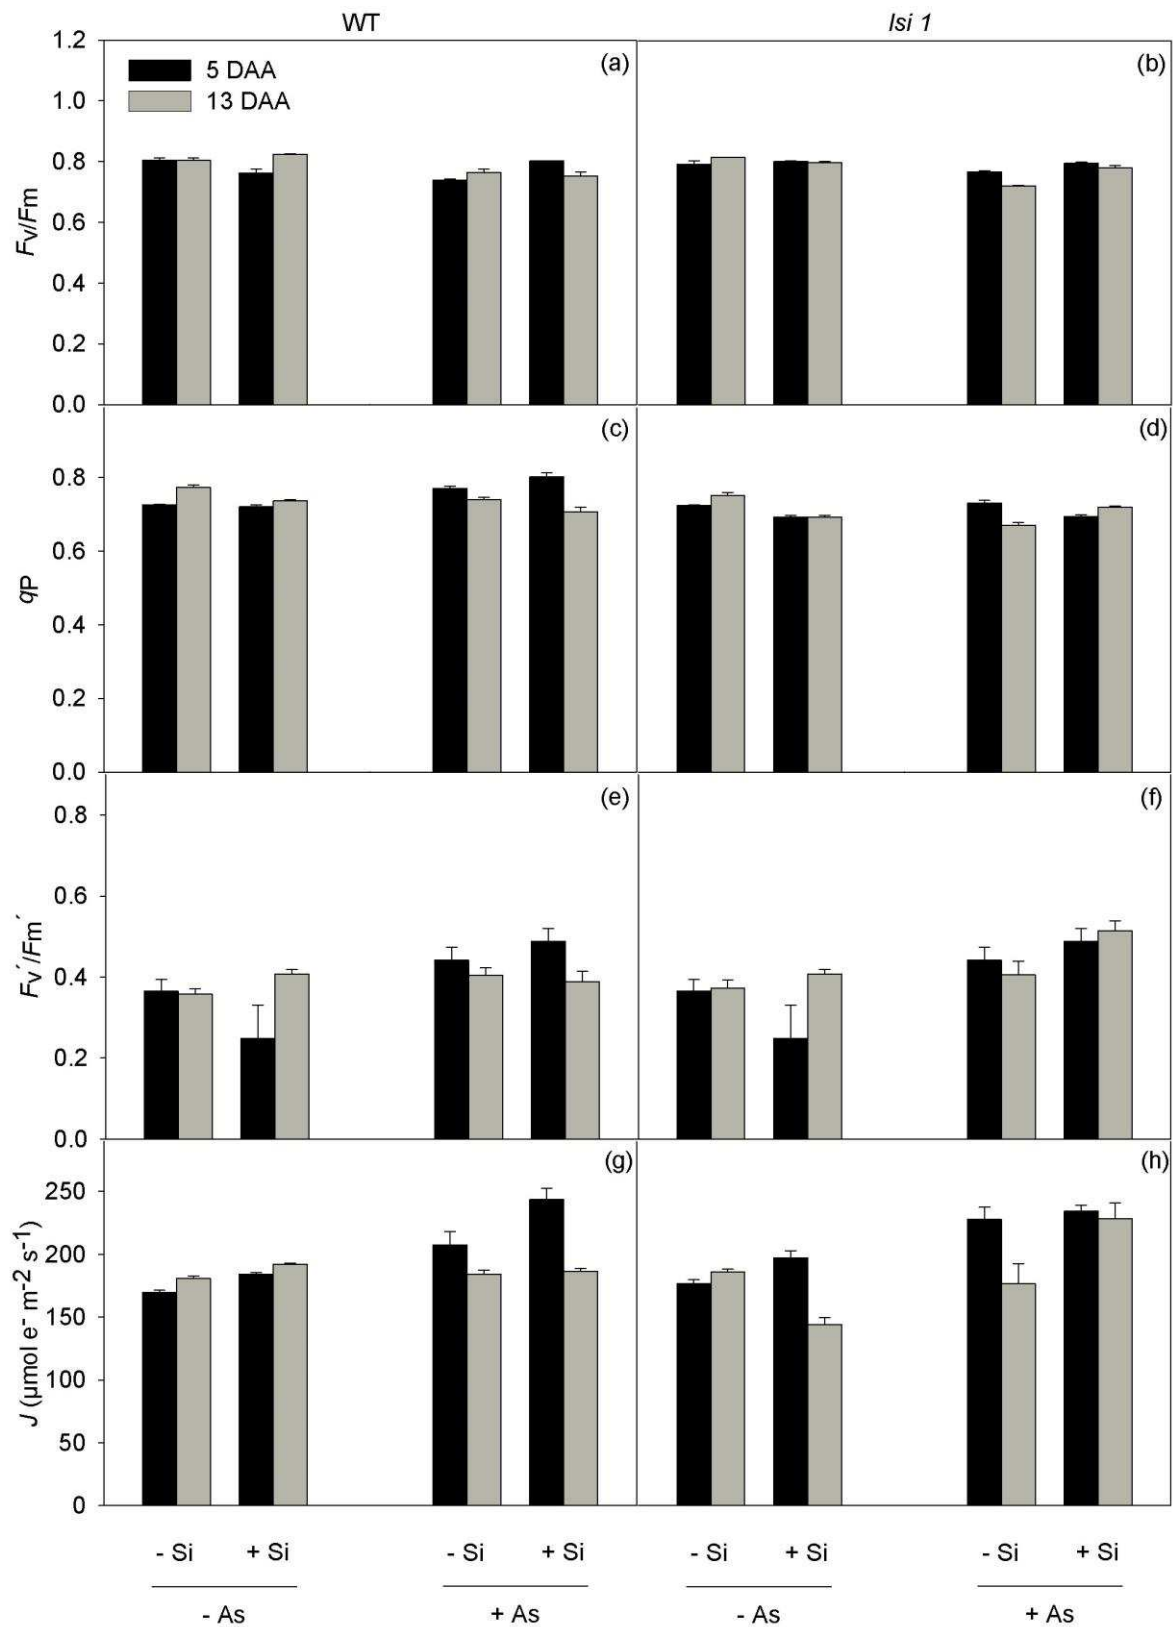 WT
lsi 1
1.2
(a)
(b)
5 DAA
13 DAA
1.0
0.8
0.6
0.4
0.2
0.0
Fv/Fm
(c)
(d)
0.8
0.6
0.4
0.2
0.0
qP
(e)
(f)
0.8
0.6
0.4
0.2
0.0
Fv´/Fm´
(g)
(h)
250
200
150
100
50
0
J (µmol e⁻ m⁻² s⁻¹)
- Si + Si - Si + Si - Si + Si - Si + Si
- As + As - As + As